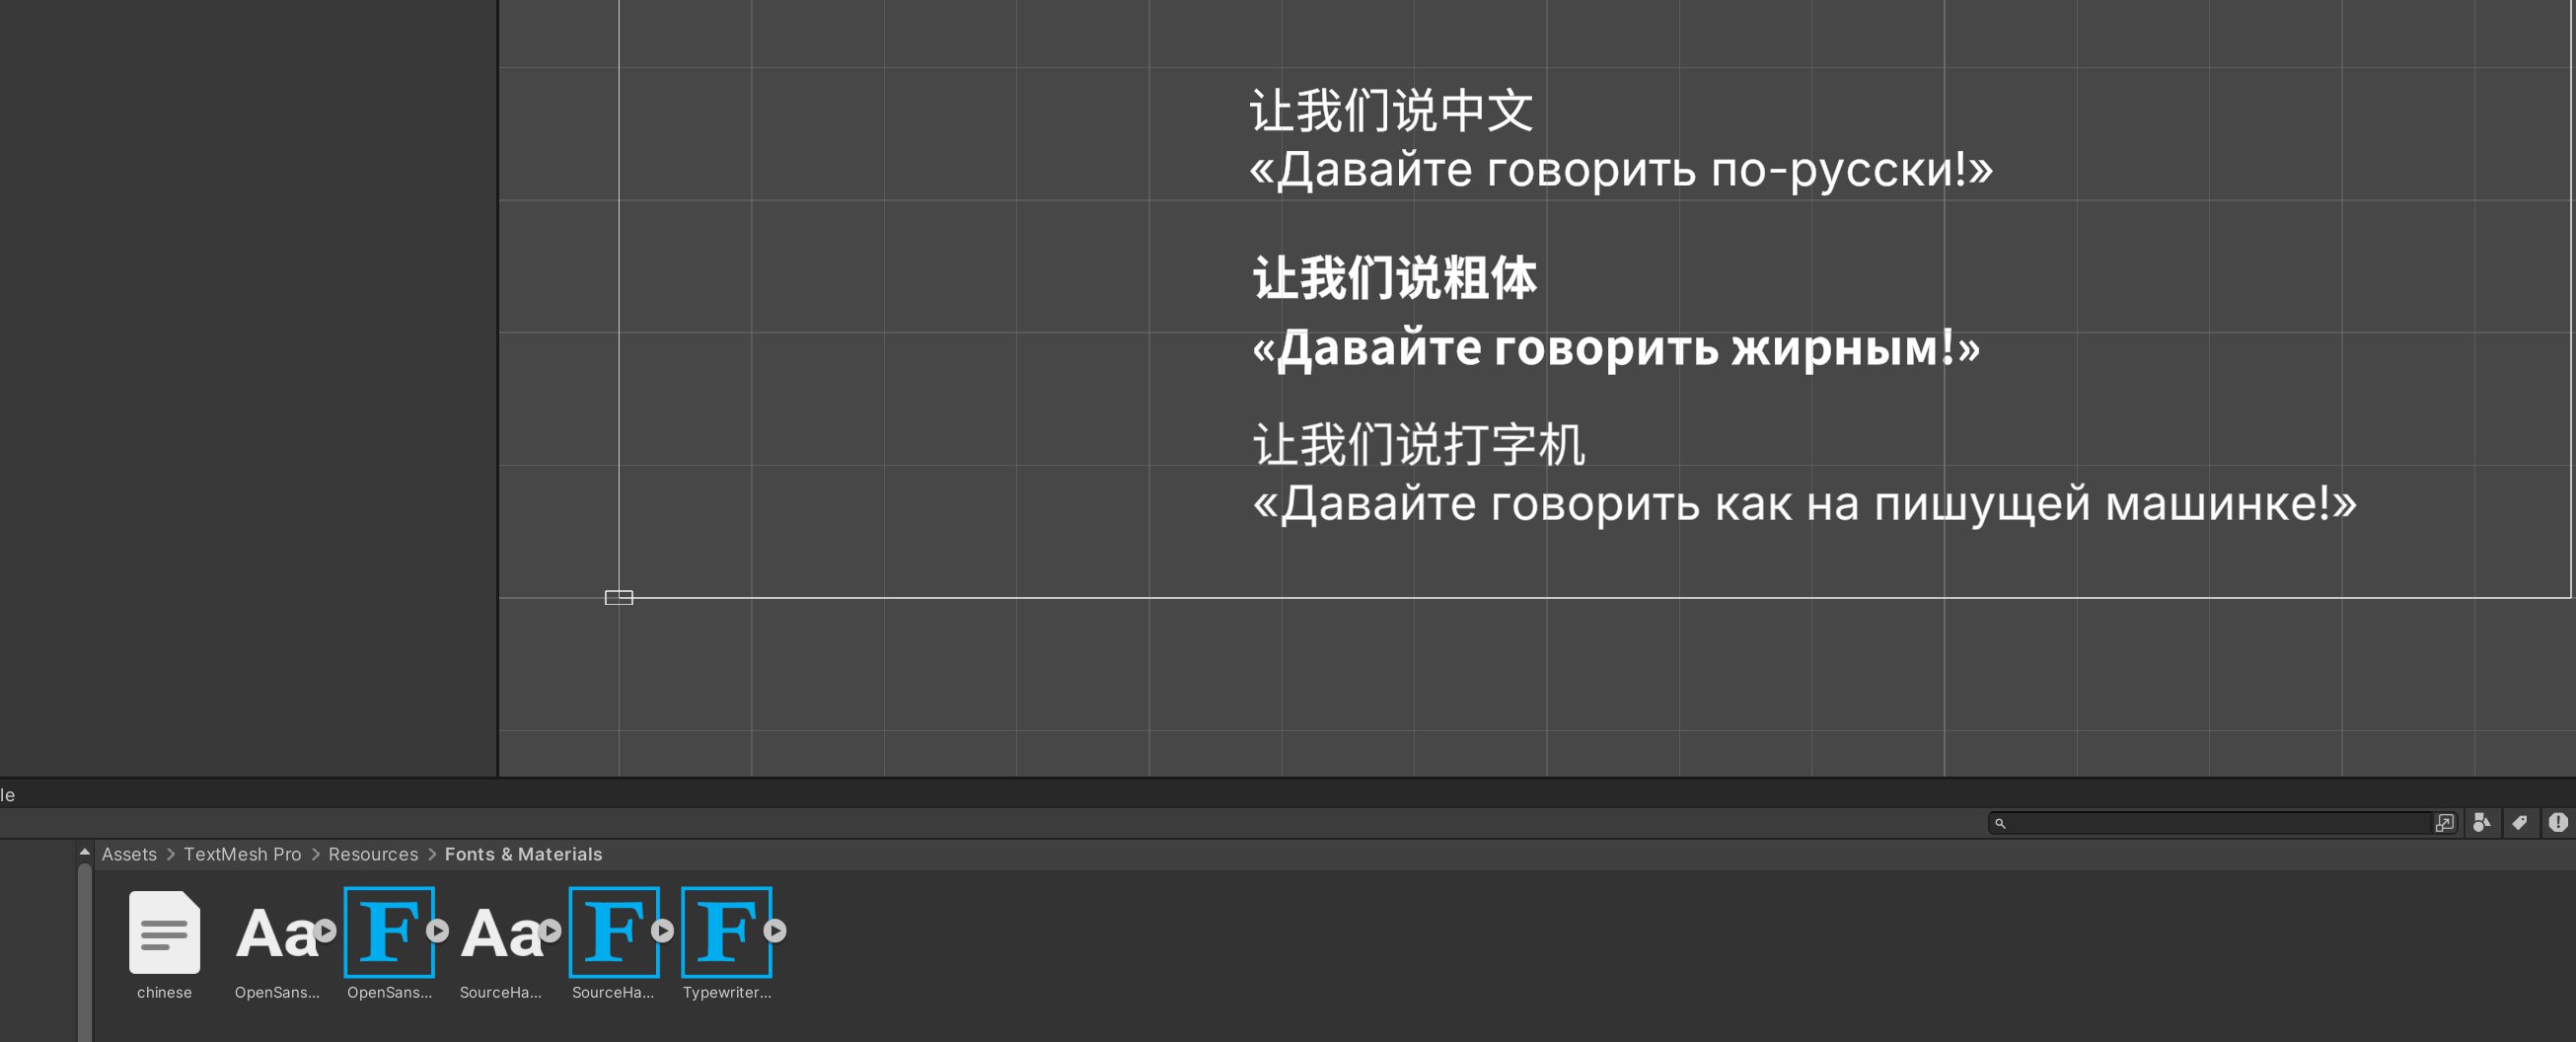 让我们说中文
«Давайте говорить по-русски!»
让我们说粗体
«Давайте говорить жирным!»
让我们说打字机
«Давайте говорить как на пишущей машинке!»
le
Assets > TextMesh Pro > Resources > Fonts & Materials
chinese OpenSans... OpenSans... SourceHa... SourceHa... Typewriter...